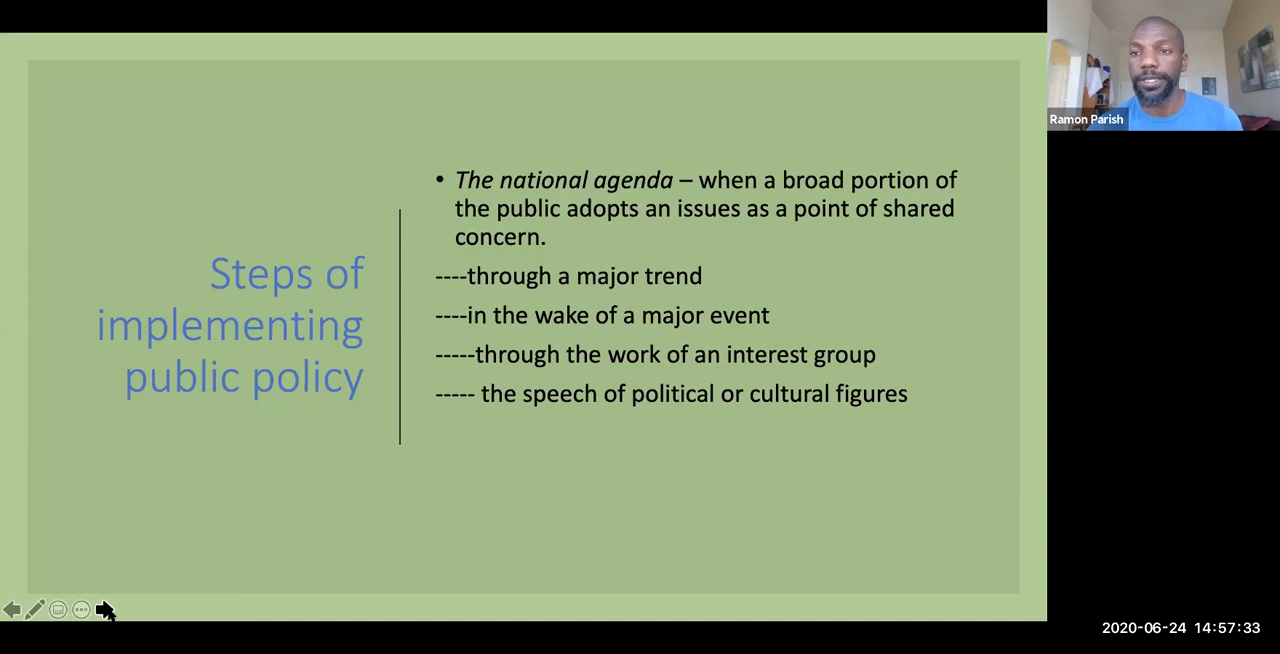 Steps of
implementing
public policy
• The national agenda – when a broad portion of
the public adopts an issues as a point of shared
concern.
----through a major trend
----in the wake of a major event
-----through the work of an interest group
----- the speech of political or cultural figures
Ramon Parish
2020-06-24 14:57:33